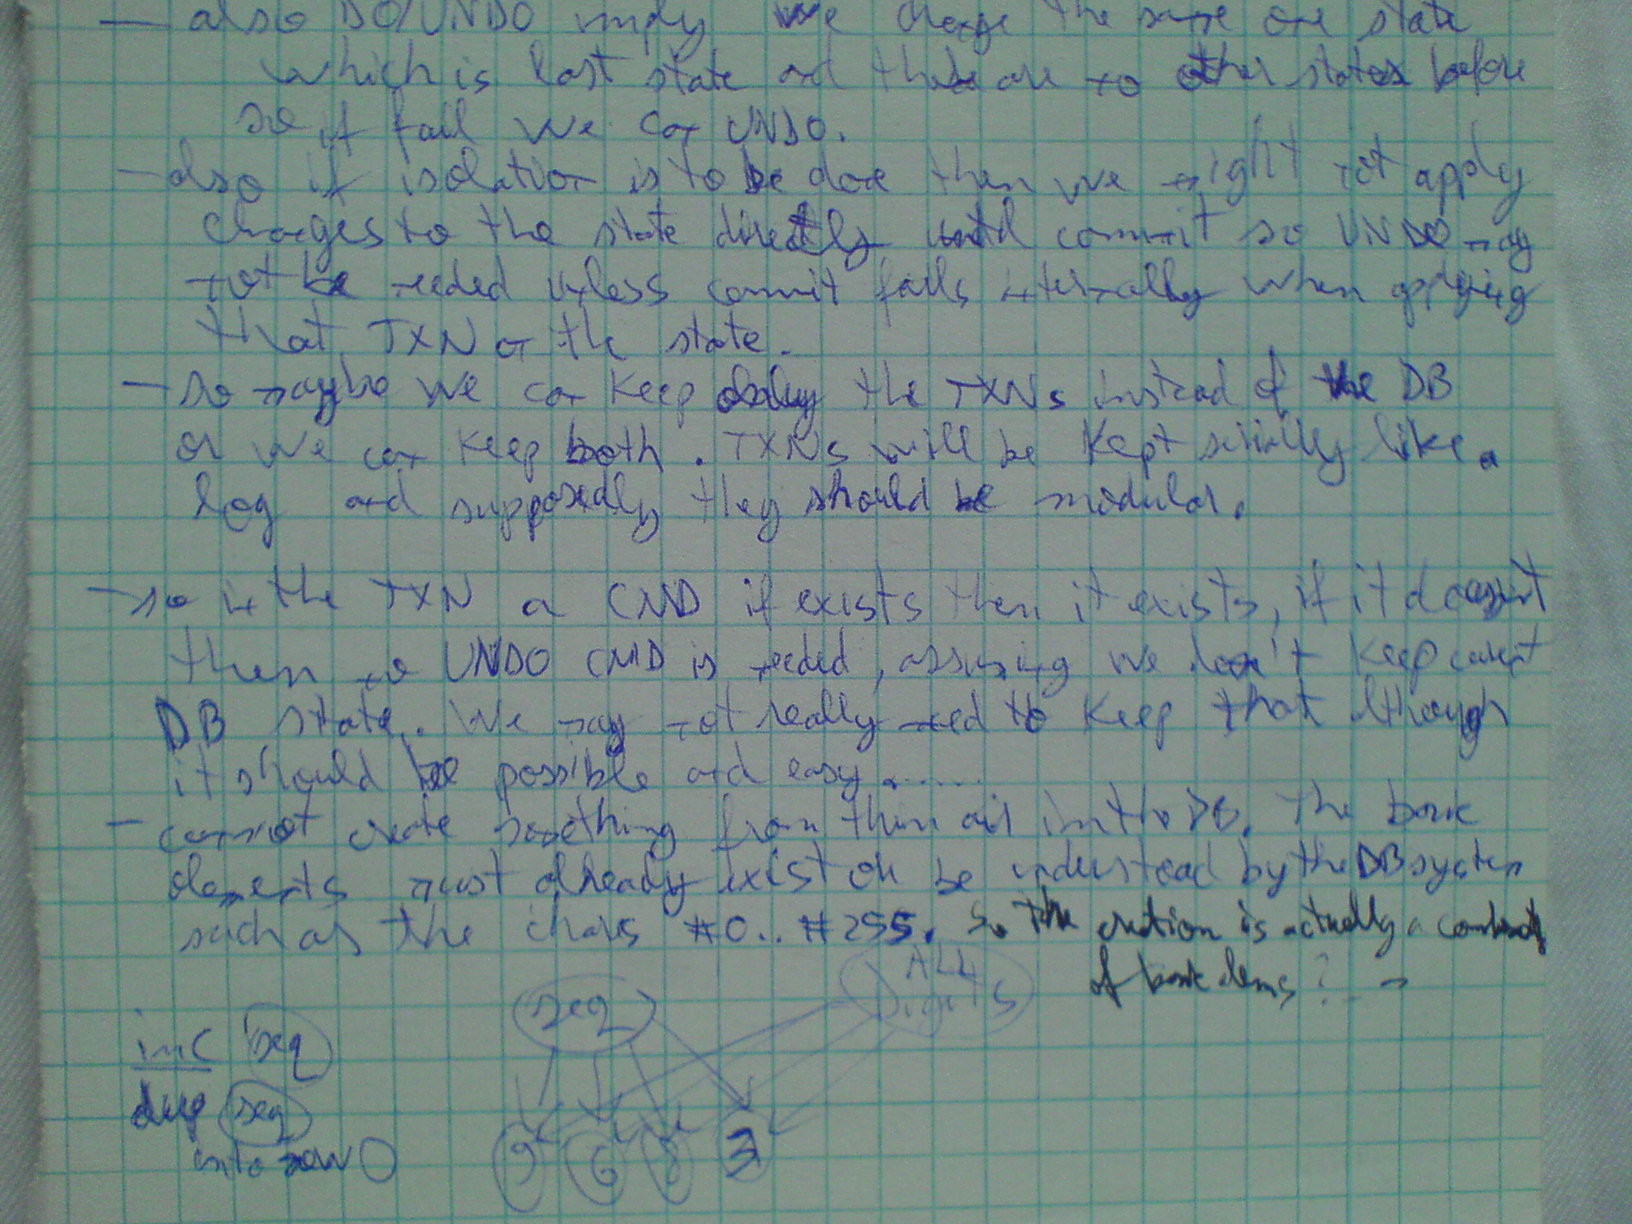 — also DO/UNDO imply we change the same one state
which is last state and there are no other states before
so if fail we can UNDO.
— also if isolation is to be done then we might not apply
changes to the state directly until commit so UNDO may
not be needed unless commit fails internally when applying
that TXN on the state.
— so maybe we can keep only the TXNs instead of the DB
or we can keep both. TXNs will be kept serially like a
log and supposedly they should be modular.
— so in the TXN a CMD if exists then it exists, if it doesn't
then no UNDO CMD is needed, assuming we don't keep current
DB state. We may not really need to keep that although
it should be possible and easy.......
— cannot create something from thin air in the DB. The basic
elements must already exist or be understood by the DB system
such as the chars #0..#255. So the creation is actually a
of basic elems? →
ALL
Digits
seq
inc seq
dup seq
into new
9 6 8 3